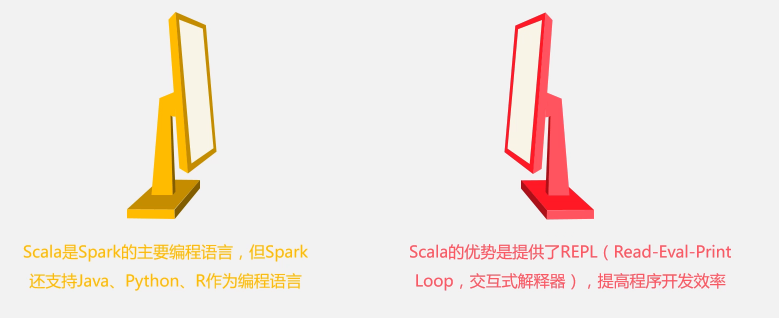 Scala是Spark的主要编程语言，但Spark
还支持Java、Python、R作为编程语言
Scala的优势是提供了REPL（Read-Eval-Print
Loop，交互式解释器），提高程序开发效率